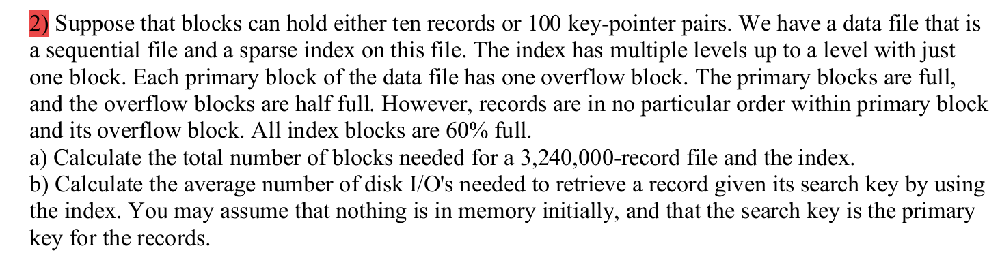 2) Suppose that blocks can hold either ten records or 100 key-pointer pairs. We have a data file that is
a sequential file and a sparse index on this file. The index has multiple levels up to a level with just
one block. Each primary block of the data file has one overflow block. The primary blocks are full,
and the overflow blocks are half full. However, records are in no particular order within primary block
and its overflow block. All index blocks are 60% full.
a) Calculate the total number of blocks needed for a 3,240,000-record file and the index.
b) Calculate the average number of disk I/O's needed to retrieve a record given its search key by using
the index. You may assume that nothing is in memory initially, and that the search key is the primary
key for the records.